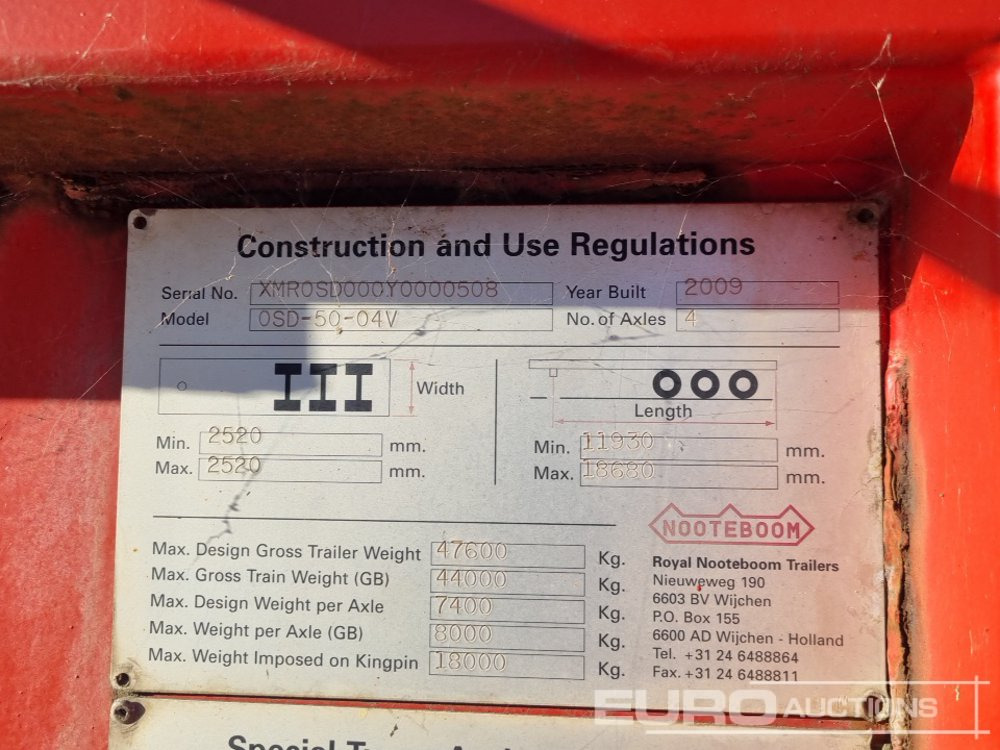 Construction and Use Regulations
Serial No. XMR0SD000Y0000508 Year Built 2009
Model 0SD-50-04V No. of Axles 4
Width
Length
Min. 2520 mm. Min. 11930 mm.
Max. 2520 mm. Max. 18680 mm.
NOOTEBOOM
Max. Design Gross Trailer Weight 47600 Kg.
Max. Gross Train Weight (GB) 44000 Kg.
Max. Design Weight per Axle 7400 Kg.
Max. Weight per Axle (GB) 8000 Kg.
Max. Weight Imposed on Kingpin 18000 Kg.
Royal Nooteboom Trailers
Nieuweweg 190
6603 BV Wijchen
P.O. Box 155
6600 AD Wijchen - Holland
Tel. +31 24 6488864
Fax. +31 24 6488811
EURO AUCTIONS
Special